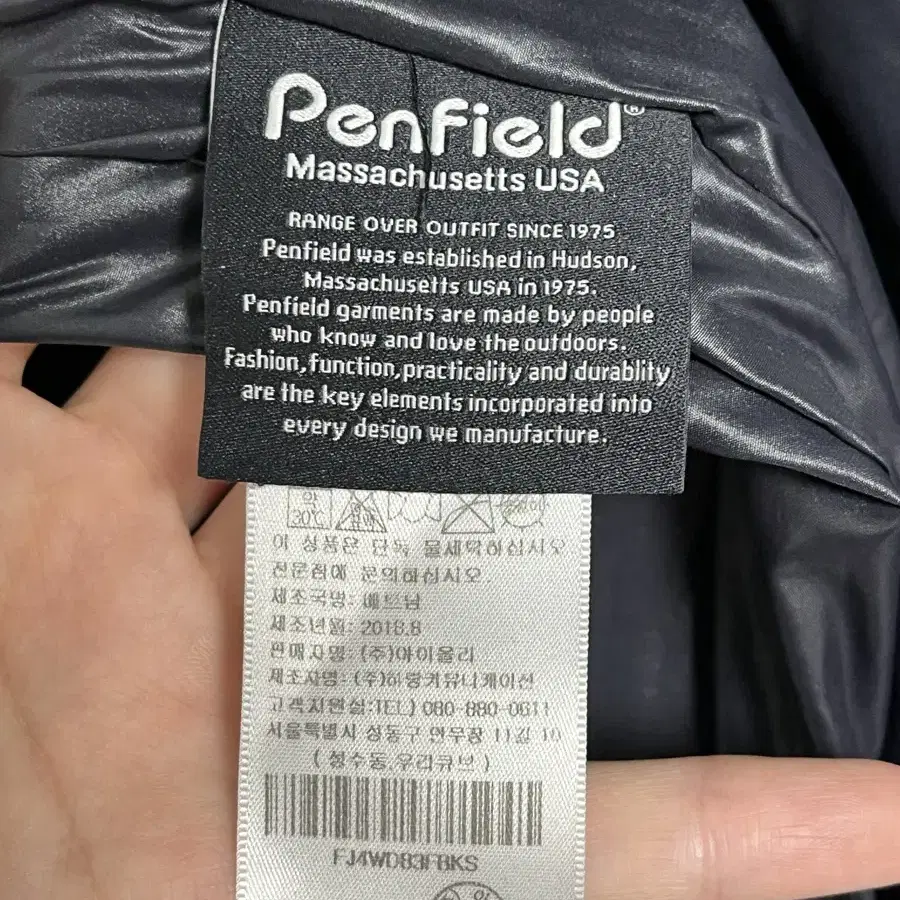 Penfield®
Massachusetts USA
RANGE OVER OUTFIT SINCE 1975
Penfield was established in Hudson,
Massachusetts USA in 1975.
Penfield garments are made by people
who know and love the outdoors.
Fashion,function,practicality and durablity
are the key elements incorporated into
every design we manufacture.
약
30℃
이 상품은 단독 물세탁하십시오
전문점에 문의하십시오.
제조국명: 베트남
제조년월: 2018.8
판매자명: (주)아이올리
제조자명: (주)하랑커뮤니케이션
고객지원실:TEL) 080-880-0611
서울특별시 성동구 연무장 11길 10
( 성수동,우리큐브 )
FJ4WD83FBKS